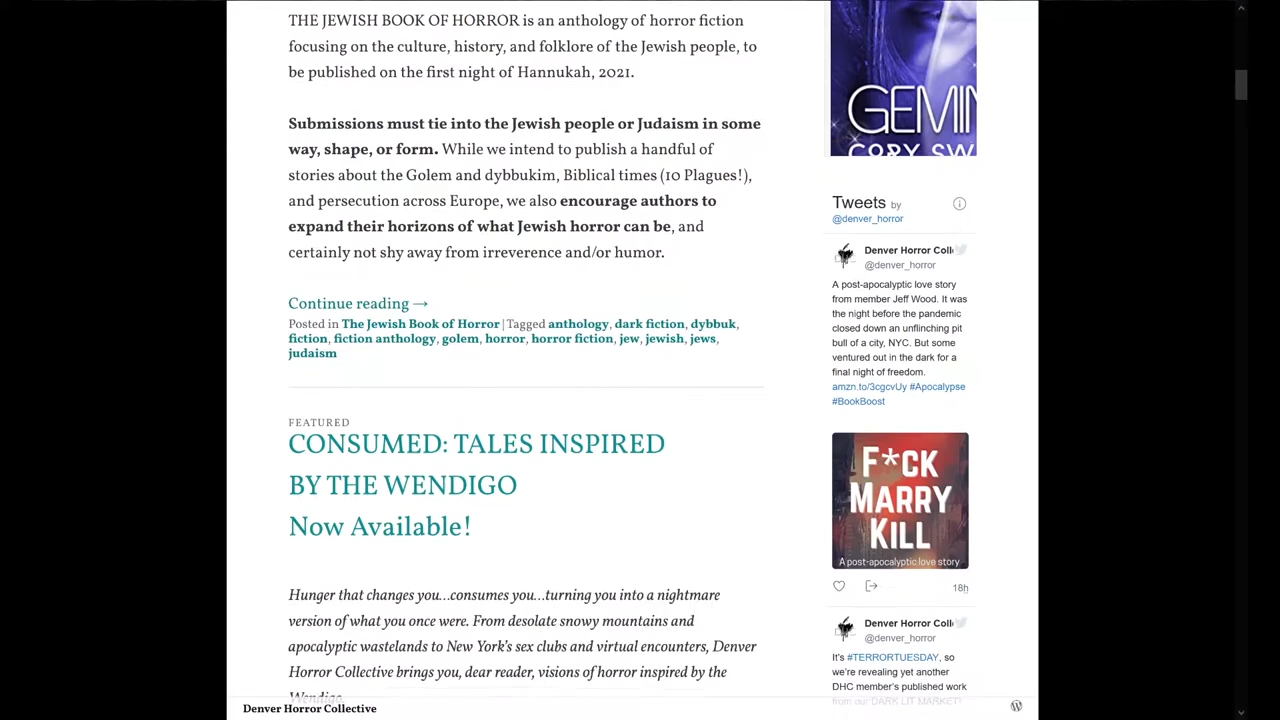 THE JEWISH BOOK OF HORROR is an anthology of horror fiction
focusing on the culture, history, and folklore of the Jewish people, to
be published on the first night of Hannukah, 2021.
Submissions must tie into the Jewish people or Judaism in some
way, shape, or form. While we intend to publish a handful of
stories about the Golem and dybbukim, Biblical times (10 Plagues!),
and persecution across Europe, we also encourage authors to
expand their horizons of what Jewish horror can be, and
certainly not shy away from irreverence and/or humor.
Continue reading →
Posted in The Jewish Book of Horror | Tagged anthology, dark fiction, dybbuk,
fiction, fiction anthology, golem, horror, horror fiction, jew, jewish, jews,
judaism
FEATURED
CONSUMED: TALES INSPIRED
BY THE WENDIGO
Now Available!
Hunger that changes you…consumes you…turning you into a nightmare
version of what you once were. From desolate snowy mountains and
apocalyptic wastelands to New York's sex clubs and virtual encounters, Denver
Horror Collective brings you, dear reader, visions of horror inspired by the
Wendigo.
GEMIN
CORY SW
Tweets by
@denver_horror
Denver Horror Coll
@denver_horror
A post-apocalyptic love story
from member Jeff Wood. It was
the night before the pandemic
closed down an unflinching pit
bull of a city, NYC. But some
ventured out in the dark for a
final night of freedom.
amzn.to/3cgcvUy #Apocalypse
#BookBoost
F*CK
MARRY
KILL
A post-apocalyptic love story
18h
Denver Horror Coll
@denver_horror
It's #TERRORTUESDAY, so
we're revealing yet another
DHC member's published work
from our DARK LIT MARKET!
Denver Horror Collective